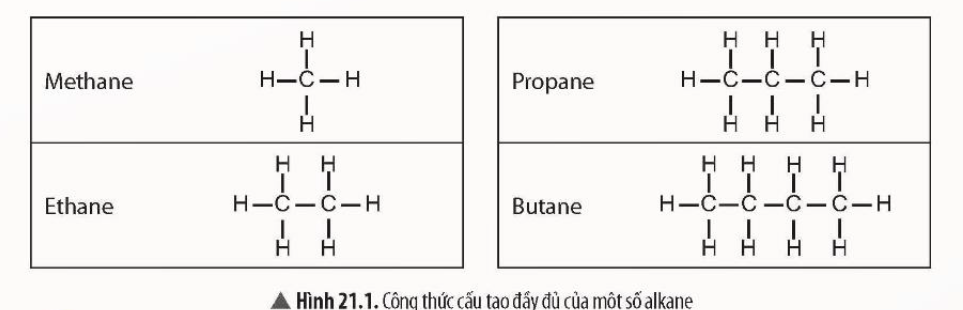 Methane
H
H—C—H
H
Ethane
H H
H—C—C—H
H H
Propane
H H H
H—C—C—C—H
H H H
Butane
H H H H
H—C—C—C—C—H
H H H H
▲ Hình 21.1. Công thức cấu tạo đầy đủ của một số alkane